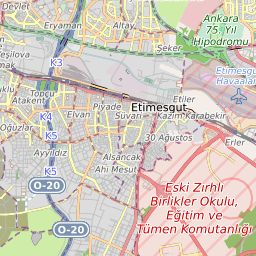 Eryaman
Altay
Ankara
75. Yıl
Hipodromu
Şeker
K3
Topçu
Atakent
Elvan
Piyade
Süvari
Etimesgut
Etiler
Kazım Karabekir
Etimesgut
K4
Oğuzlar
K5
30 Ağustos
Erler
Ayyıldız
Alsancak
K5
Ahi Mesut
O-20
Eski Zırhlı
Birlikler Okulu,
Eğitim ve
Tümen Komutanlığı
O-20